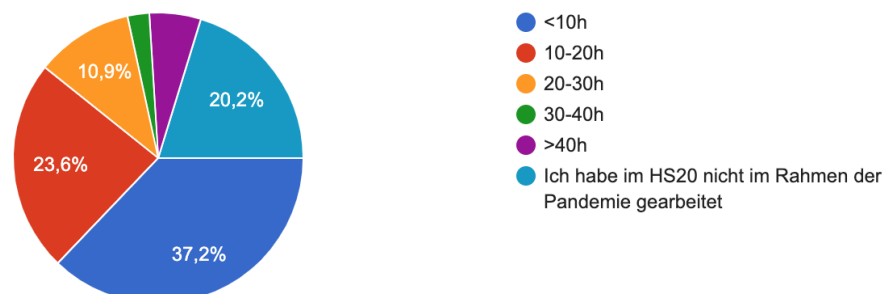 10,9%
20,2%
23,6%
37,2%
<10h
10-20h
20-30h
30-40h
>40h
Ich habe im HS20 nicht im Rahmen der
Pandemie gearbeitet